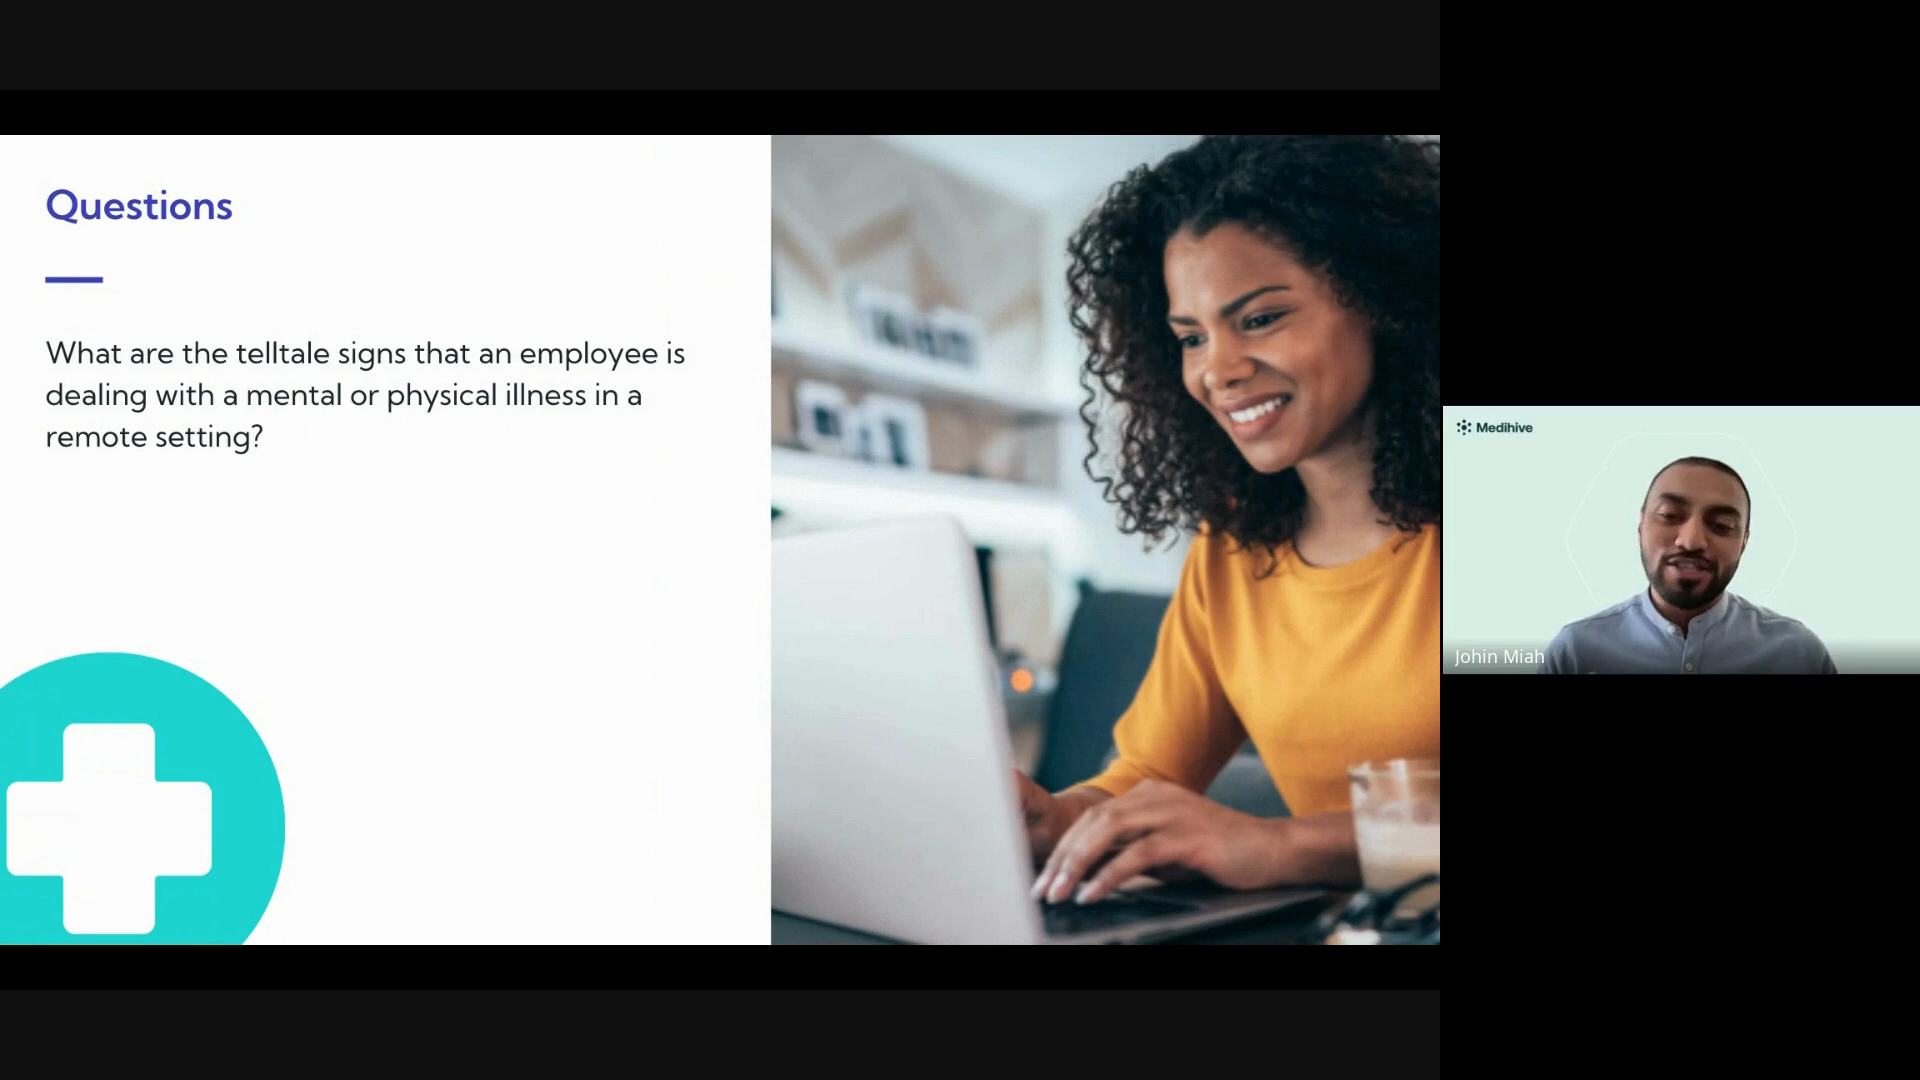 Questions
What are the telltale signs that an employee is
dealing with a mental or physical illness in a
remote setting?
Medihive
Johin Miah